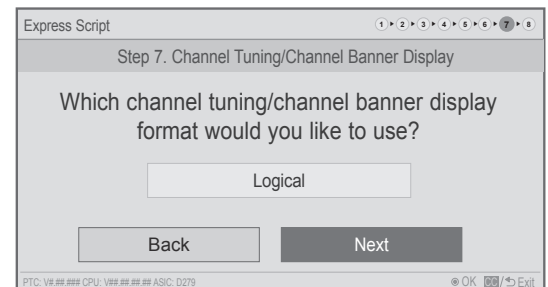 Express Script 1 ▸ 2 ▸ 3 ▸ 4 ▸ 5 ▸ 6 ▸ 7 ▸ 8
Step 7. Channel Tuning/Channel Banner Display
Which channel tuning/channel banner display
format would you like to use?
Logical
Back Next
PTC: V#.##.### CPU: V##.##.##.## ASIC: D279 OK CC/Exit